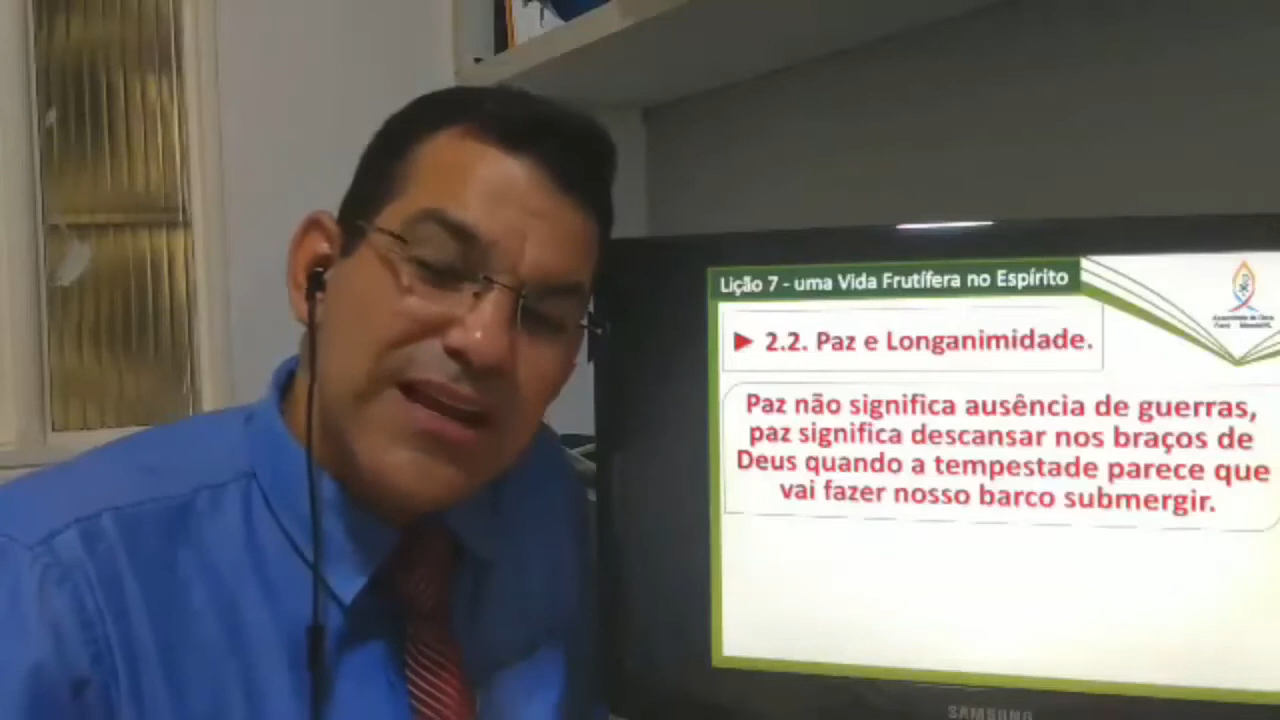 Lição 7 - uma Vida Frutífera no Espírito
► 2.2. Paz e Longanimidade.
Paz não significa ausência de guerras,
paz significa descansar nos braços de
Deus quando a tempestade parece que
vai fazer nosso barco submergir.
SAMSUNG